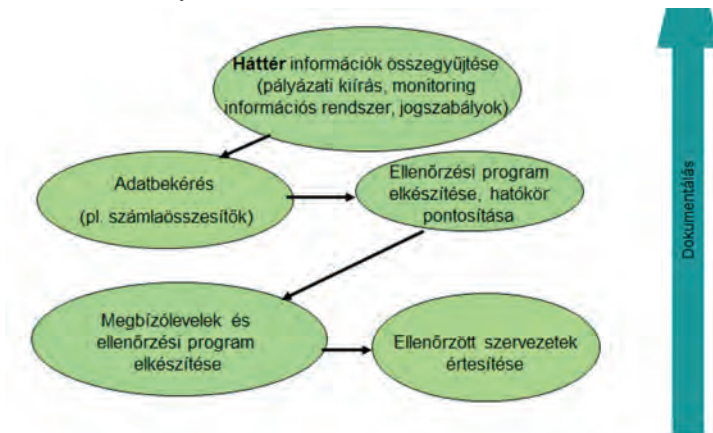 Háttér információk összegyűjtése
(pályázati kiírás, monitoring
információs rendszer, jogszabályok)
Adatbekérés
(pl. számlaösszesítők)
Ellenőrzési program
elkészítése, hatókör
pontosítása
Megbízólevelek és
ellenőrzési program
elkészítése
Ellenőrzött szervezetek
értesítése
Dokumentálás